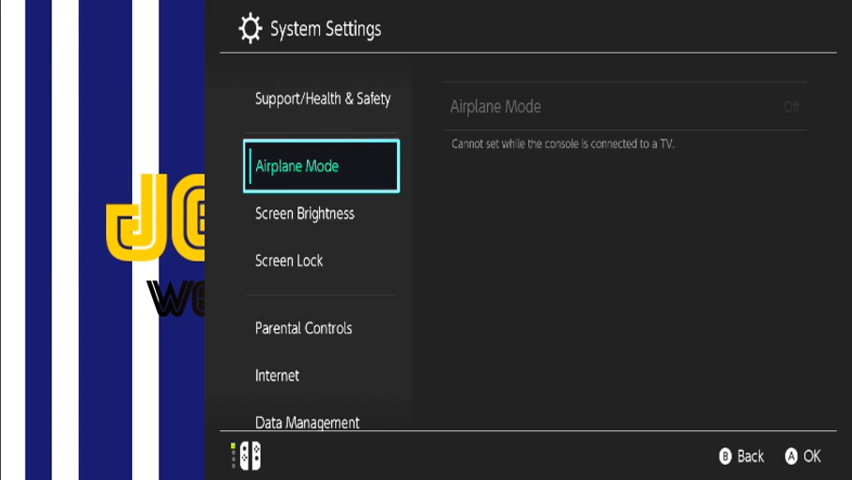 System Settings
Support/Health & Safety
Airplane Mode
Screen Brightness
Screen Lock
Parental Controls
Internet
Data Management
Airplane Mode Off
Cannot set while the console is connected to a TV.
B Back A OK